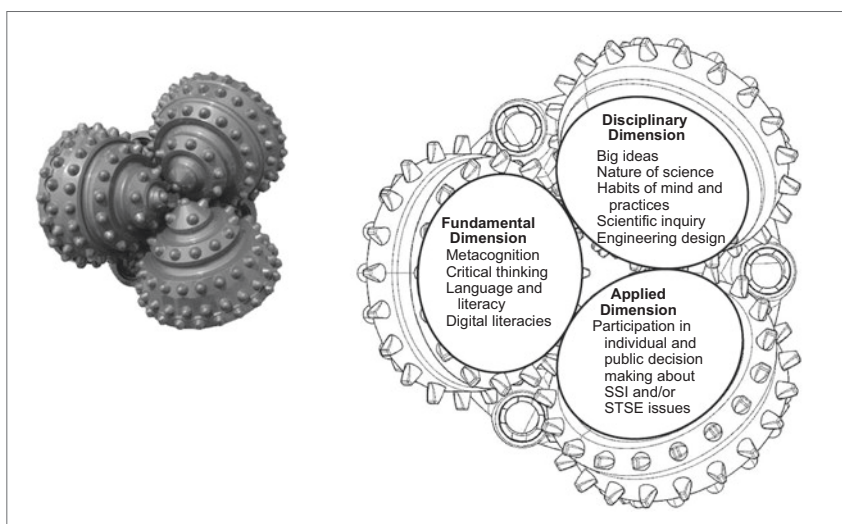 Disciplinary
Dimension
Big ideas
Nature of science
Habits of mind and
practices
Scientific inquiry
Engineering design
Fundamental
Dimension
Metacognition
Critical thinking
Language and
literacy
Digital literacies
Applied
Dimension
Participation in
individual and
public decision
making about
SSI and/or
STSE issues